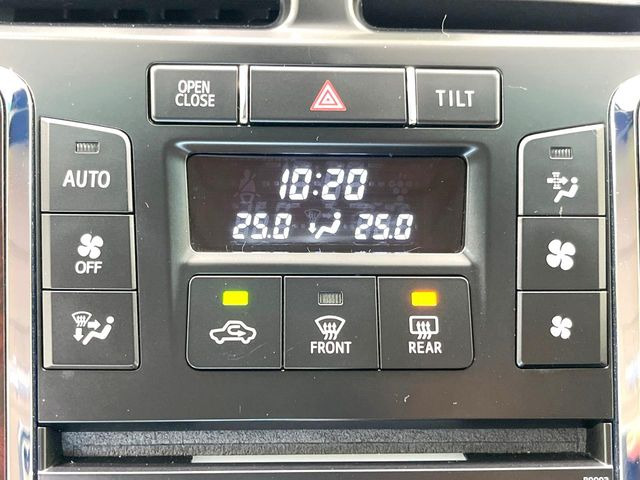 OPEN
CLOSE
TILT
AUTO
10:20
25.0 25.0
OFF
FRONT
REAR